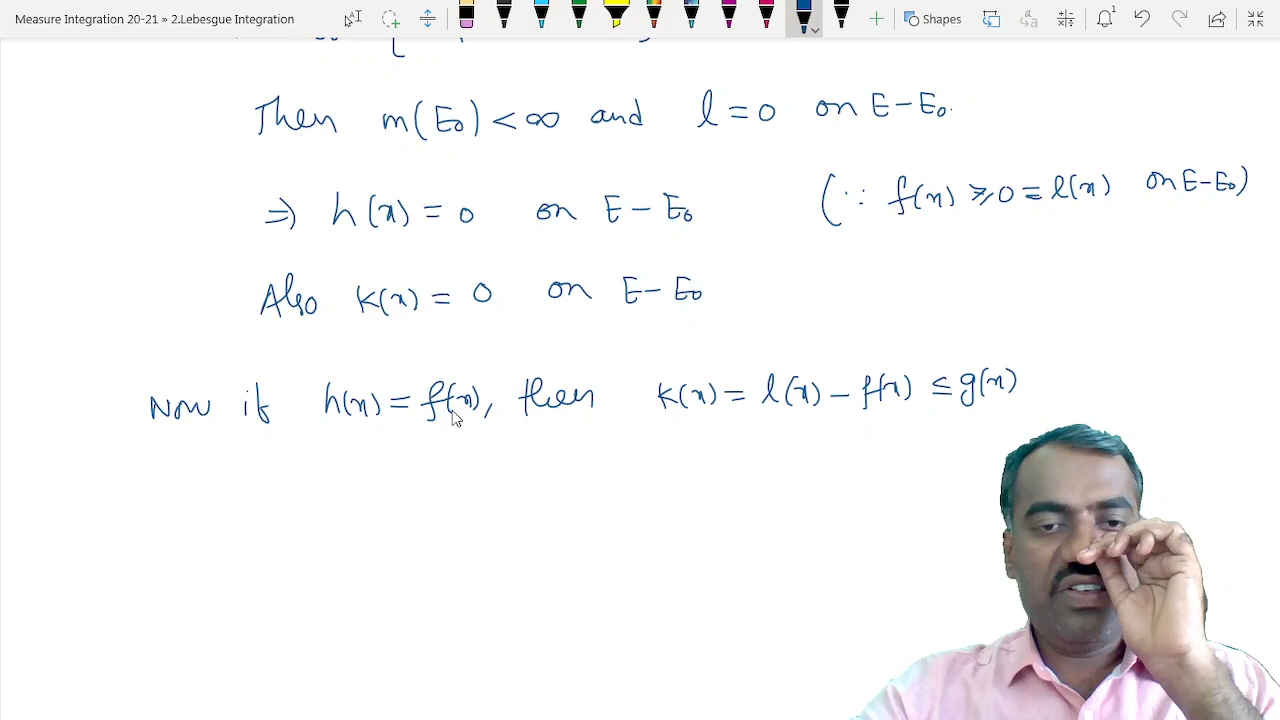 Measure Integration 20-21 » 2.Lebesgue Integration
Shapes
Then m(E₀) < ∞ and l = 0 on E − E₀.
⇒ h(x) = 0 on E − E₀ (∵ f(x) ≥ 0 = l(x) on E − E₀)
Also k(x) = 0 on E − E₀
Now if h(x) = f(x), then k(x) = l(x) − f(x) ≤ g(x)